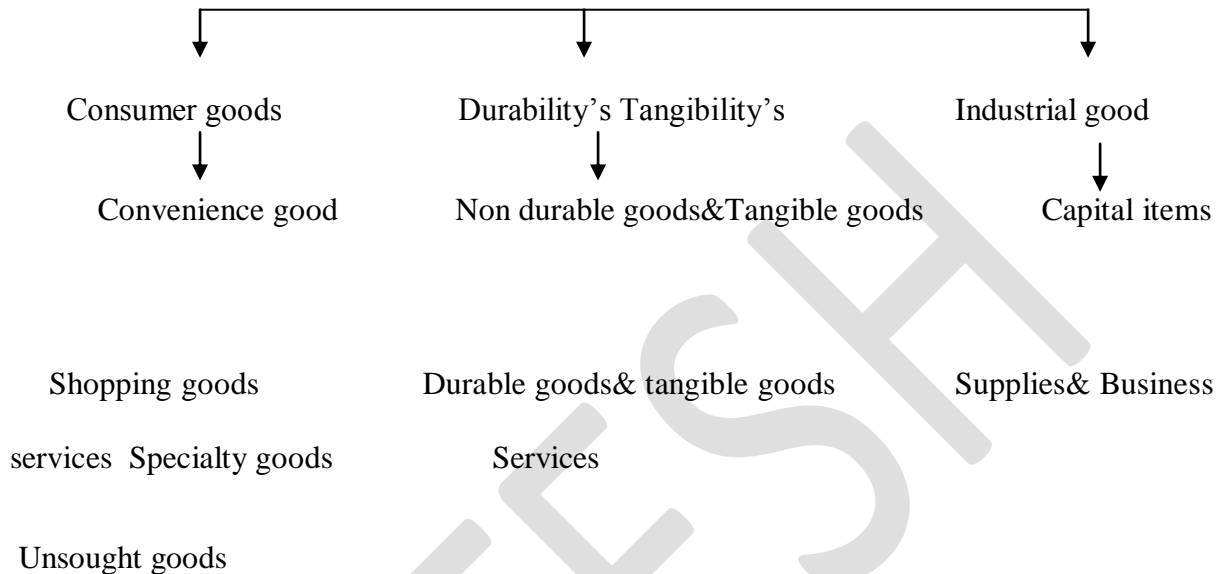 Consumer goods Durability’s Tangibility’s Industrial good
Convenience good Non durable goods&Tangible goods Capital items
Shopping goods Durable goods& tangible goods Supplies& Business
services Specialty goods Services
Unsought goods
ESH